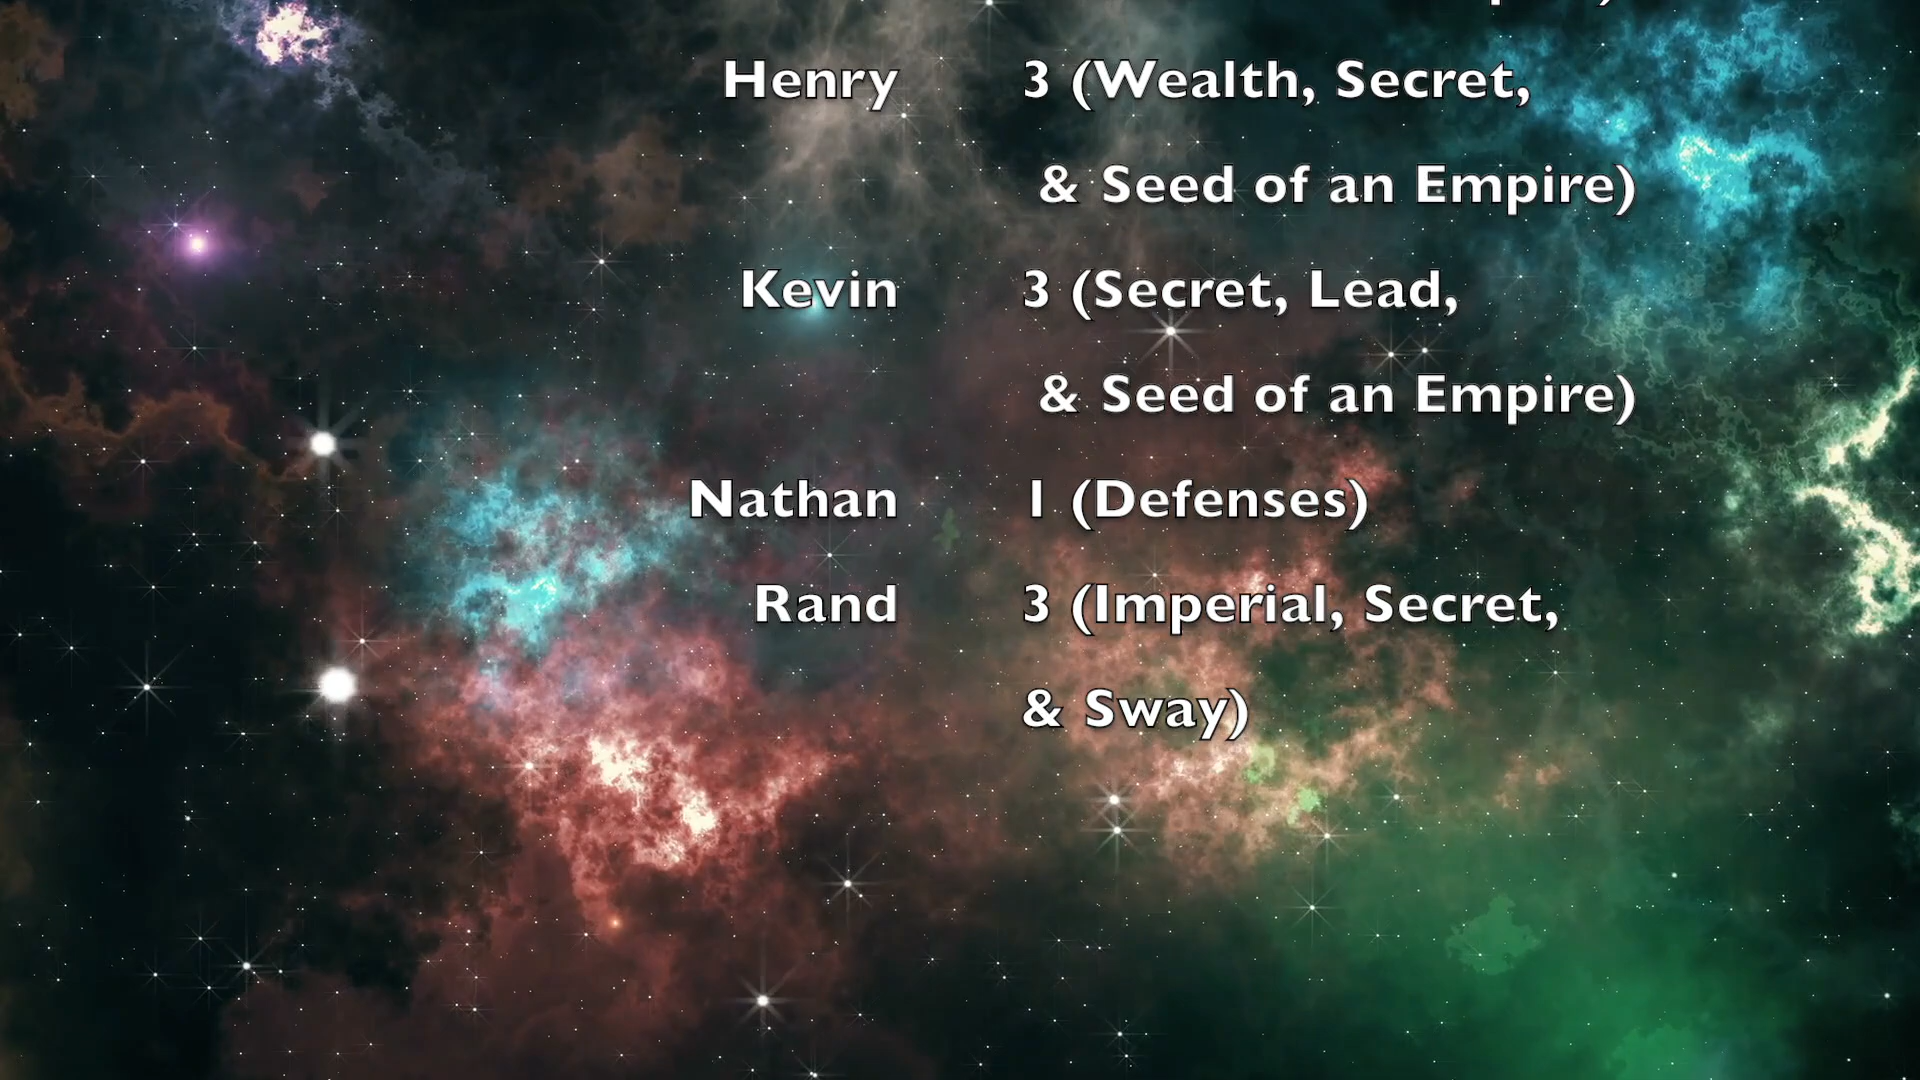 Henry 3 (Wealth, Secret,
& Seed of an Empire)
Kevin 3 (Secret, Lead,
& Seed of an Empire)
Nathan 1 (Defenses)
Rand 3 (Imperial, Secret,
& Sway)